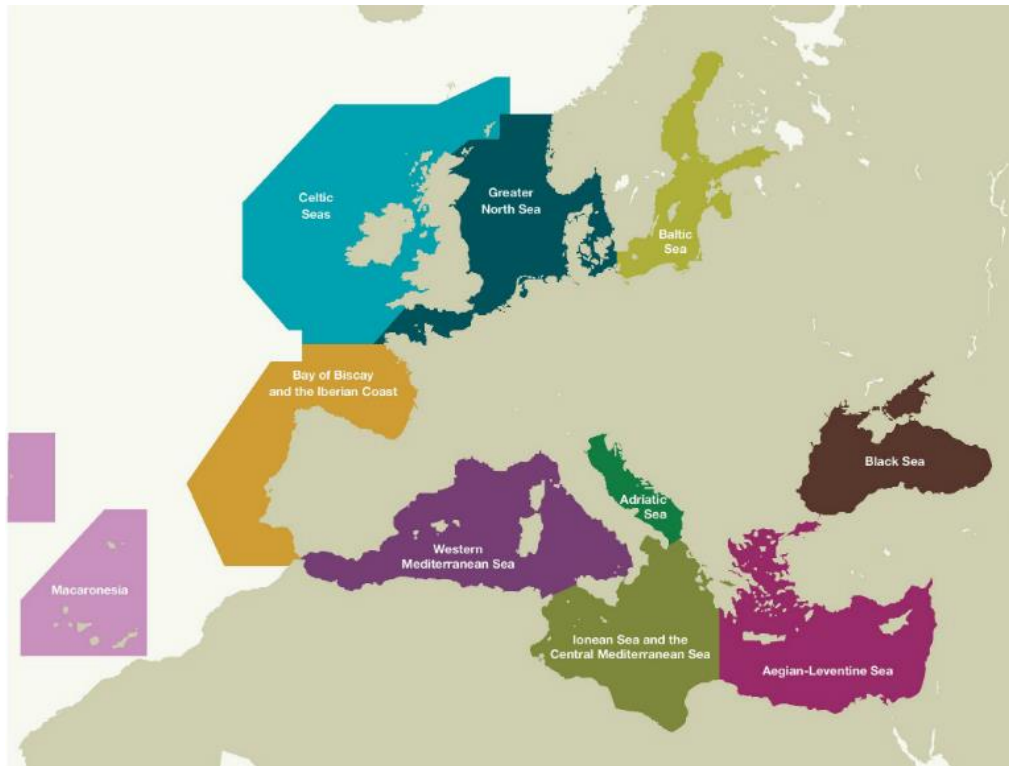 Celtic
Seas
Greater
North Sea
Baltic
Sea
Bay of Biscay
and the Iberian Coast
Black Sea
Adriatic
Sea
Western
Mediterranean Sea
Macaronesia
Ionean Sea and the
Central Mediterranean Sea
Aegian-Leventine Sea